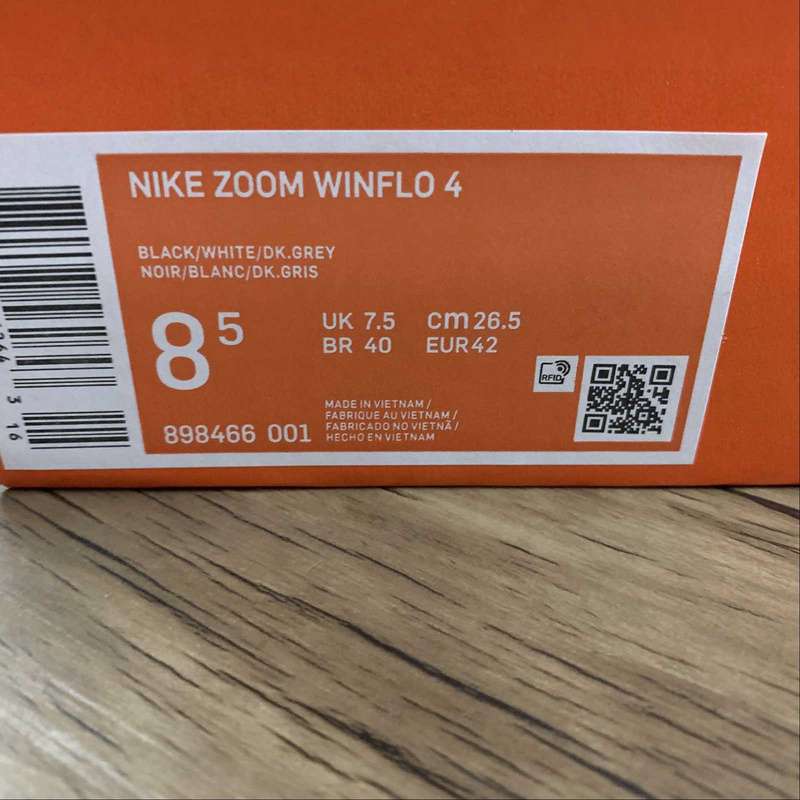 NIKE ZOOM WINFLO 4
BLACK/WHITE/DK.GREY
NOIR/BLANC/DK.GRIS
8 5
UK 7.5 cm 26.5
BR 40 EUR 42
RFID
MADE IN VIETNAM /
FABRIQUE AU VIETNAM /
FABRICADO NO VIETNÃ /
HECHO EN VIETNAM
898466 001
3 16